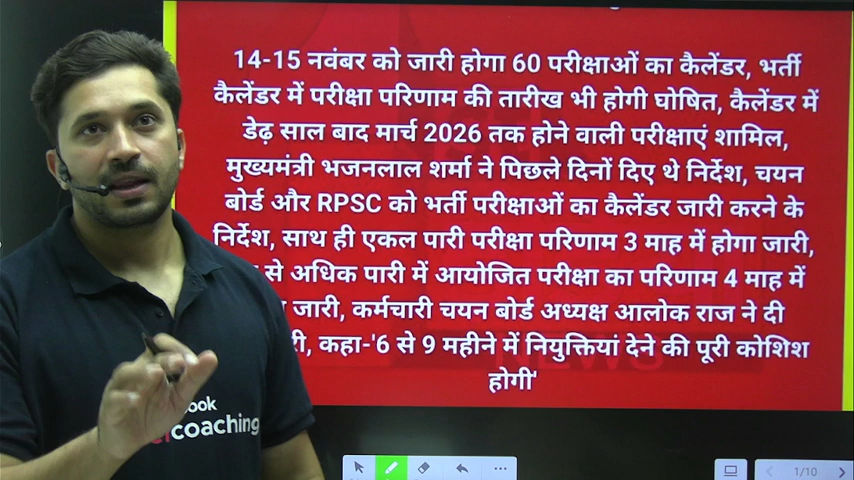 14-15 नवंबर को जारी होगा 60 परीक्षाओं का कैलेंडर, भर्ती
कैलेंडर में परीक्षा परिणाम की तारीख भी होगी घोषित, कैलेंडर में
डेढ़ साल बाद मार्च 2026 तक होने वाली परीक्षाएं शामिल,
मुख्यमंत्री भजनलाल शर्मा ने पिछले दिनों दिए थे निर्देश, चयन
बोर्ड और RPSC को भर्ती परीक्षाओं का कैलेंडर जारी करने के
निर्देश, साथ ही एकल पारी परीक्षा परिणाम 3 माह में होगा जारी,
से अधिक पारी में आयोजित परीक्षा का परिणाम 4 माह में
जारी, कर्मचारी चयन बोर्ड अध्यक्ष आलोक राज ने दी
कहा-'6 से 9 महीने में नियुक्तियां देने की पूरी कोशिश
होगी'
coaching
1/10